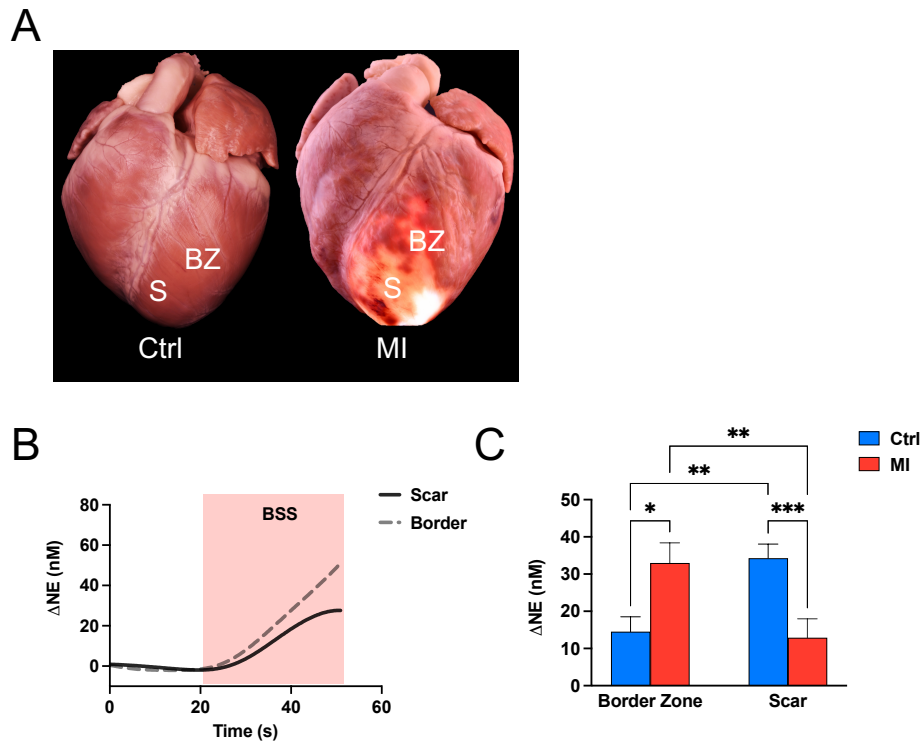 A
BZ
S
BZ
S
Ctrl
MI
B
80
60
40
20
0
ΔNE (nM)
BSS
Scar
Border
0
20
40
60
Time (s)
C
Ctrl
MI
**
**
*
***
50
40
30
20
10
0
ΔNE (nM)
Border Zone
Scar